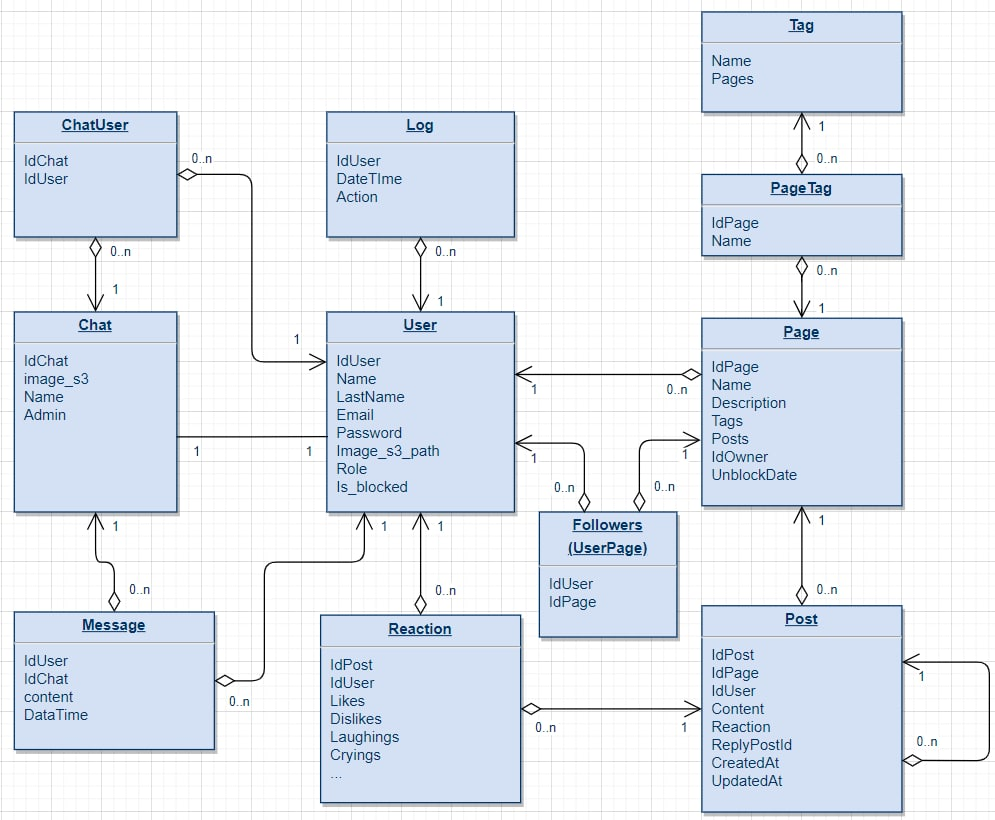 Tag
Name
Pages
1
0..n
ChatUser
IdChat
IdUser
0..n
0..n
1
Log
IdUser
DateTIme
Action
0..n
1
PageTag
IdPage
Name
0..n
1
Chat
IdChat
image_s3
Name
Admin
1
1
1
User
IdUser
Name
LastName
Email
Password
Image_s3_path
Role
Is_blocked
1
0..n
1
0..n
0..n
1
Page
IdPage
Name
Description
Tags
Posts
IdOwner
UnblockDate
1
0..n
1
0..n
1
1
0..n
Followers
(UserPage)
IdUser
IdPage
Message
IdUser
IdChat
content
DataTime
0..n
Reaction
IdPost
IdUser
Likes
Dislikes
Laughings
Cryings
...
0..n
1
Post
IdPost
IdPage
IdUser
Content
Reaction
ReplyPostId
CreatedAt
UpdatedAt
1
0..n